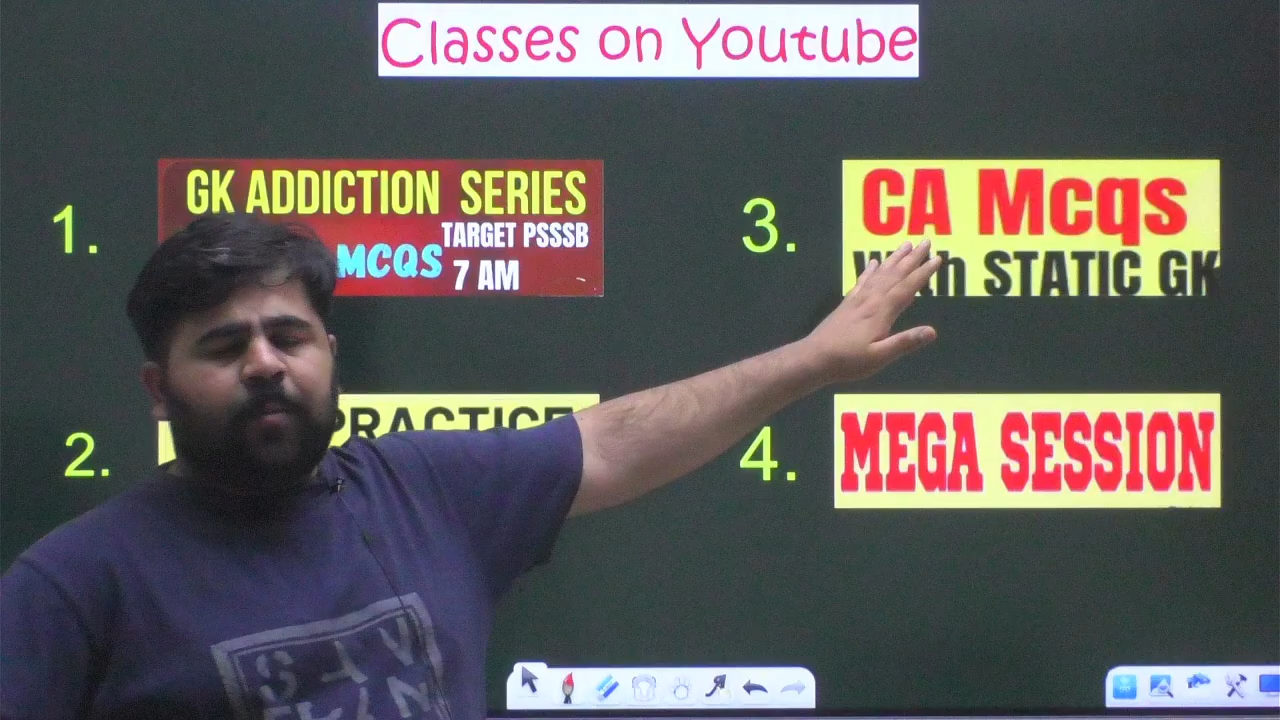 Classes on Youtube
1.
GK ADDICTION SERIES
MCQS
TARGET PSSSB
7 AM
2.
PRACTICE
3.
CA Mcqs
With STATIC GK
4.
MEGA SESSION